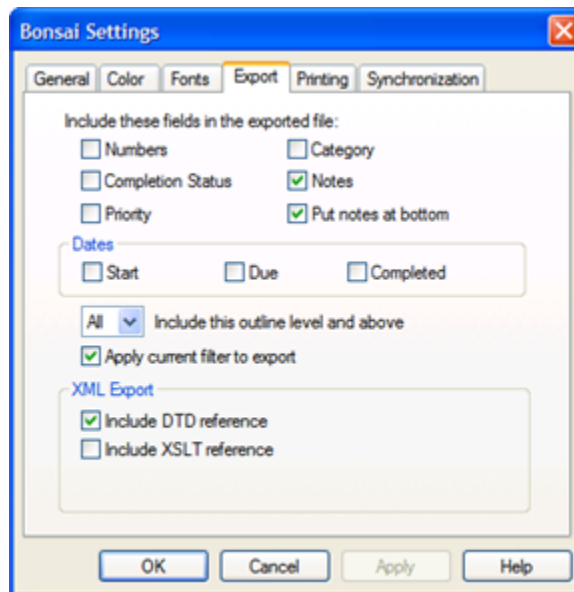 Bonsai Settings
General Color Fonts Export Printing Synchronization
Include these fields in the exported file:
Numbers Category
Completion Status Notes
Priority Put notes at bottom
Dates
Start Due Completed
All Include this outline level and above
Apply current filter to export
XML Export
Include DTD reference
Include XSLT reference
OK Cancel Apply Help